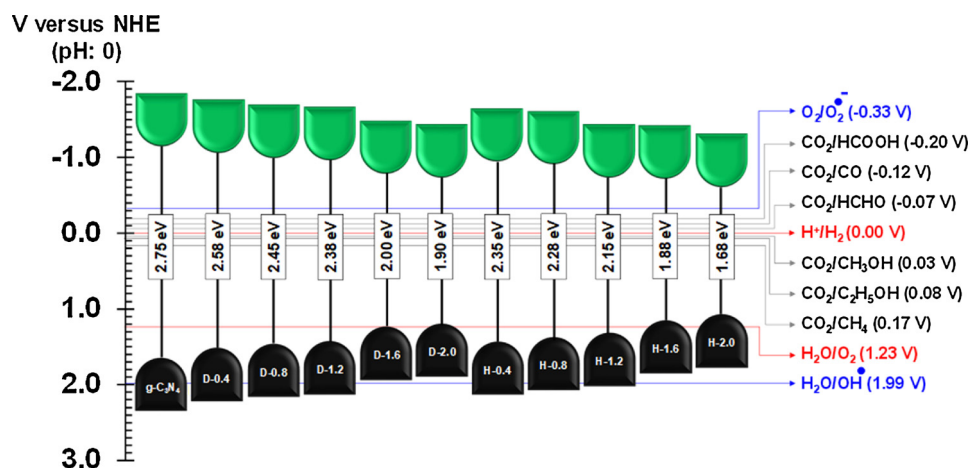 V versus NHE
(pH: 0)
-2.0
-1.0
0.0
1.0
2.0
3.0
2.75 eV
2.58 eV
2.45 eV
2.38 eV
2.00 eV
1.90 eV
2.35 eV
2.28 eV
2.15 eV
1.88 eV
1.68 eV
g-C₃N₄
D-0.4
D-0.8
D-1.2
D-1.6
D-2.0
H-0.4
H-0.8
H-1.2
H-1.6
H-2.0
O₂/O₂•⁻ (-0.33 V)
CO₂/HCOOH (-0.20 V)
CO₂/CO (-0.12 V)
CO₂/HCHO (-0.07 V)
H⁺/H₂ (0.00 V)
CO₂/CH₃OH (0.03 V)
CO₂/C₂H₅OH (0.08 V)
CO₂/CH₄ (0.17 V)
H₂O/O₂ (1.23 V)
H₂O/OH• (1.99 V)